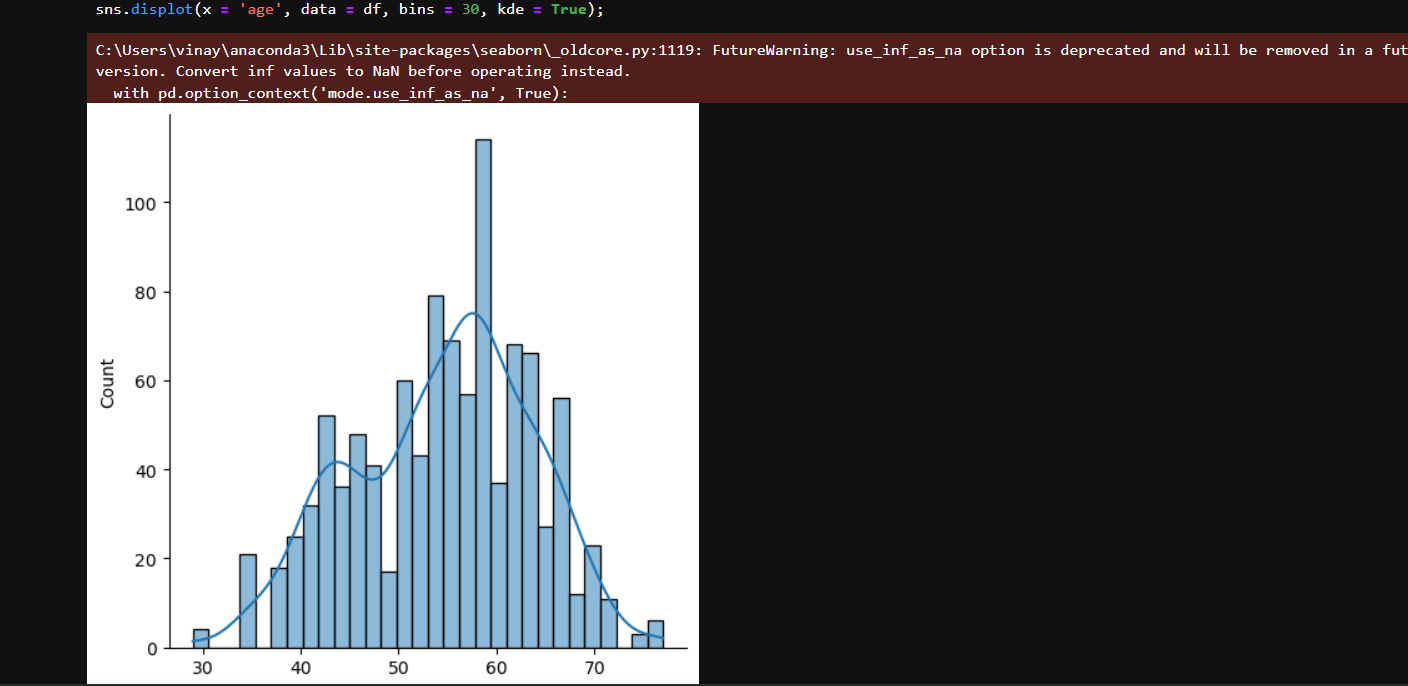 sns.displot(x = 'age', data = df, bins = 30, kde = True);
C:\Users\vinay\anaconda3\Lib\site-packages\seaborn\_oldcore.py:1119: FutureWarning: use_inf_as_na option is deprecated and will be removed in a fut
version. Convert inf values to NaN before operating instead.
  with pd.option_context('mode.use_inf_as_na', True):
100
80
60
40
20
0
Count
30 40 50 60 70